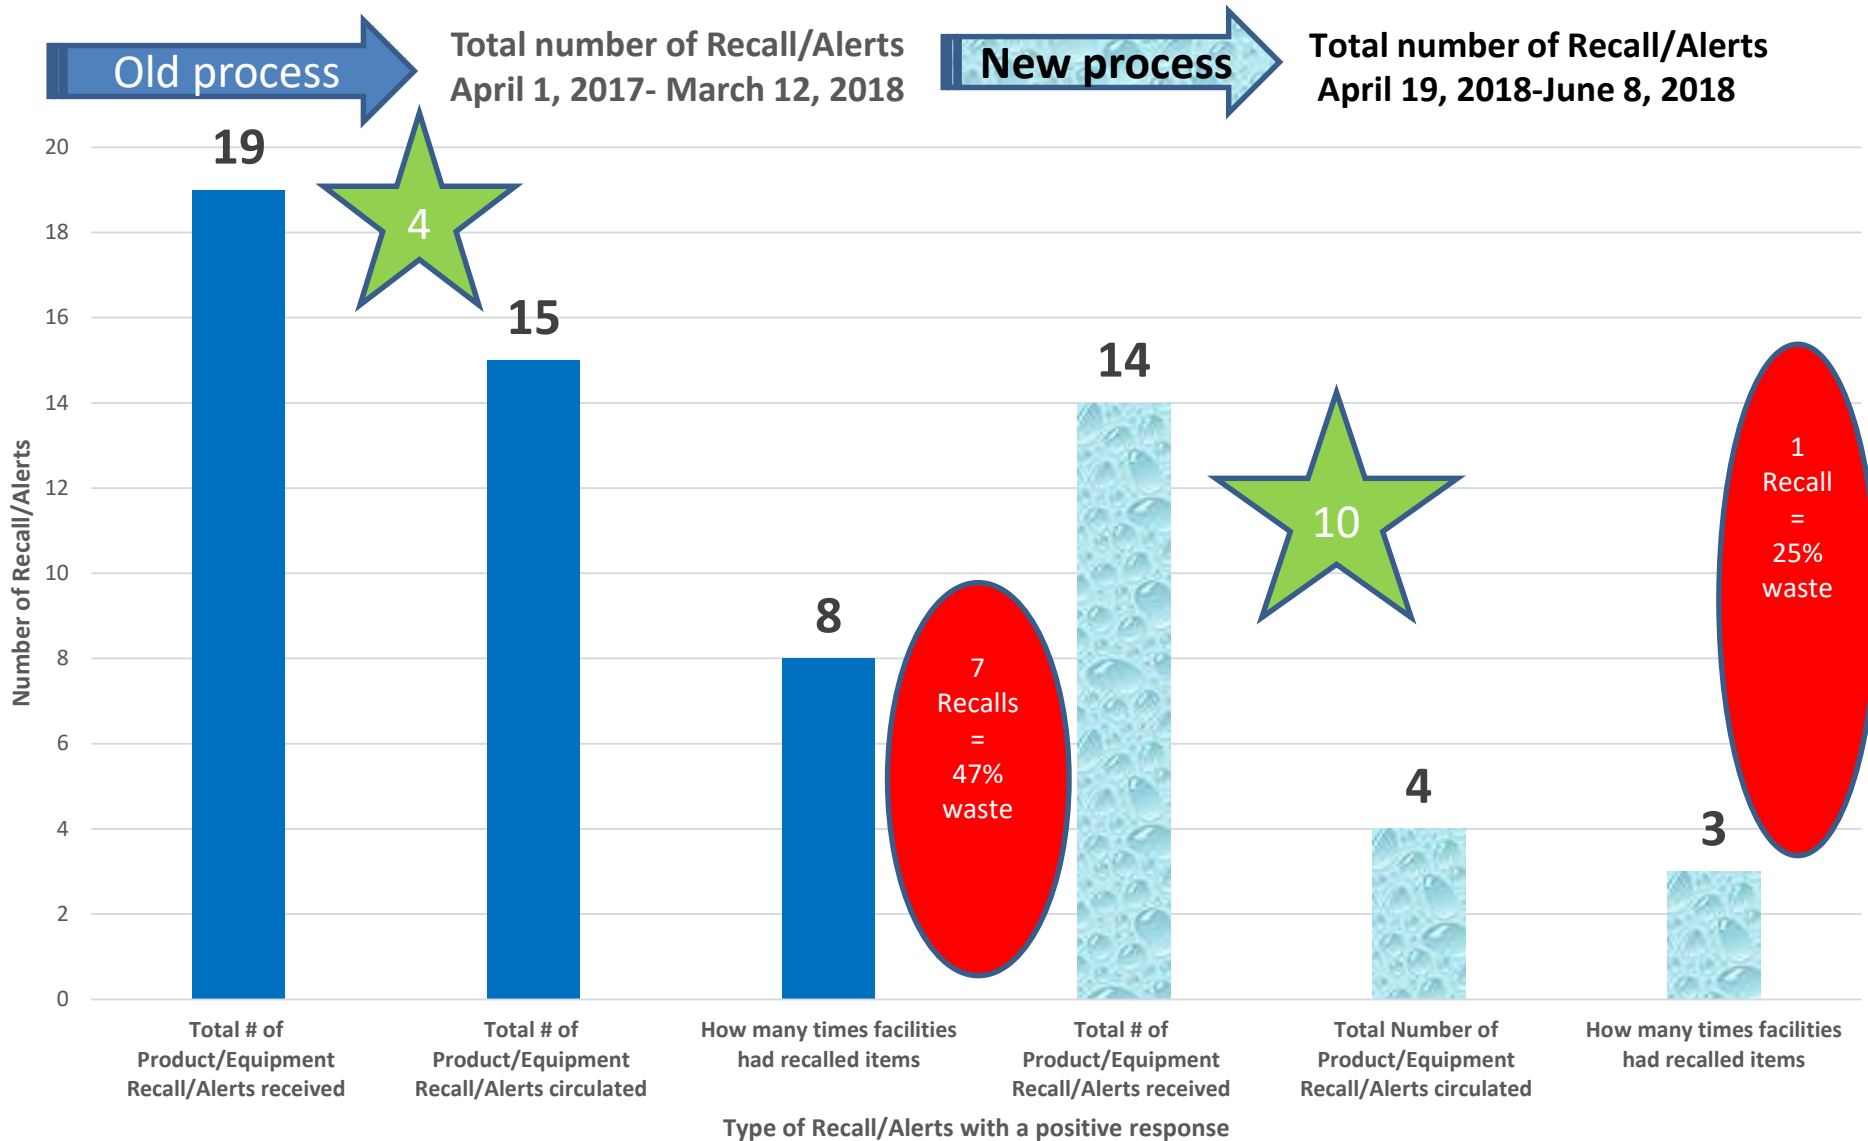 Old process
Total number of Recall/Alerts
April 1, 2017- March 12, 2018
New process
Total number of Recall/Alerts
April 19, 2018-June 8, 2018
Number of Recall/Alerts
20
18
16
14
12
10
8
6
4
2
0
19
4
15
8
7
Recalls
=
47%
waste
14
10
4
3
1
Recall
=
25%
waste
Total # of
Product/Equipment
Recall/Alerts received
Total # of
Product/Equipment
Recall/Alerts circulated
How many times facilities
had recalled items
Total # of
Product/Equipment
Recall/Alerts received
Total Number of
Product/Equipment
Recall/Alerts circulated
How many times facilities
had recalled items
Type of Recall/Alerts with a positive response